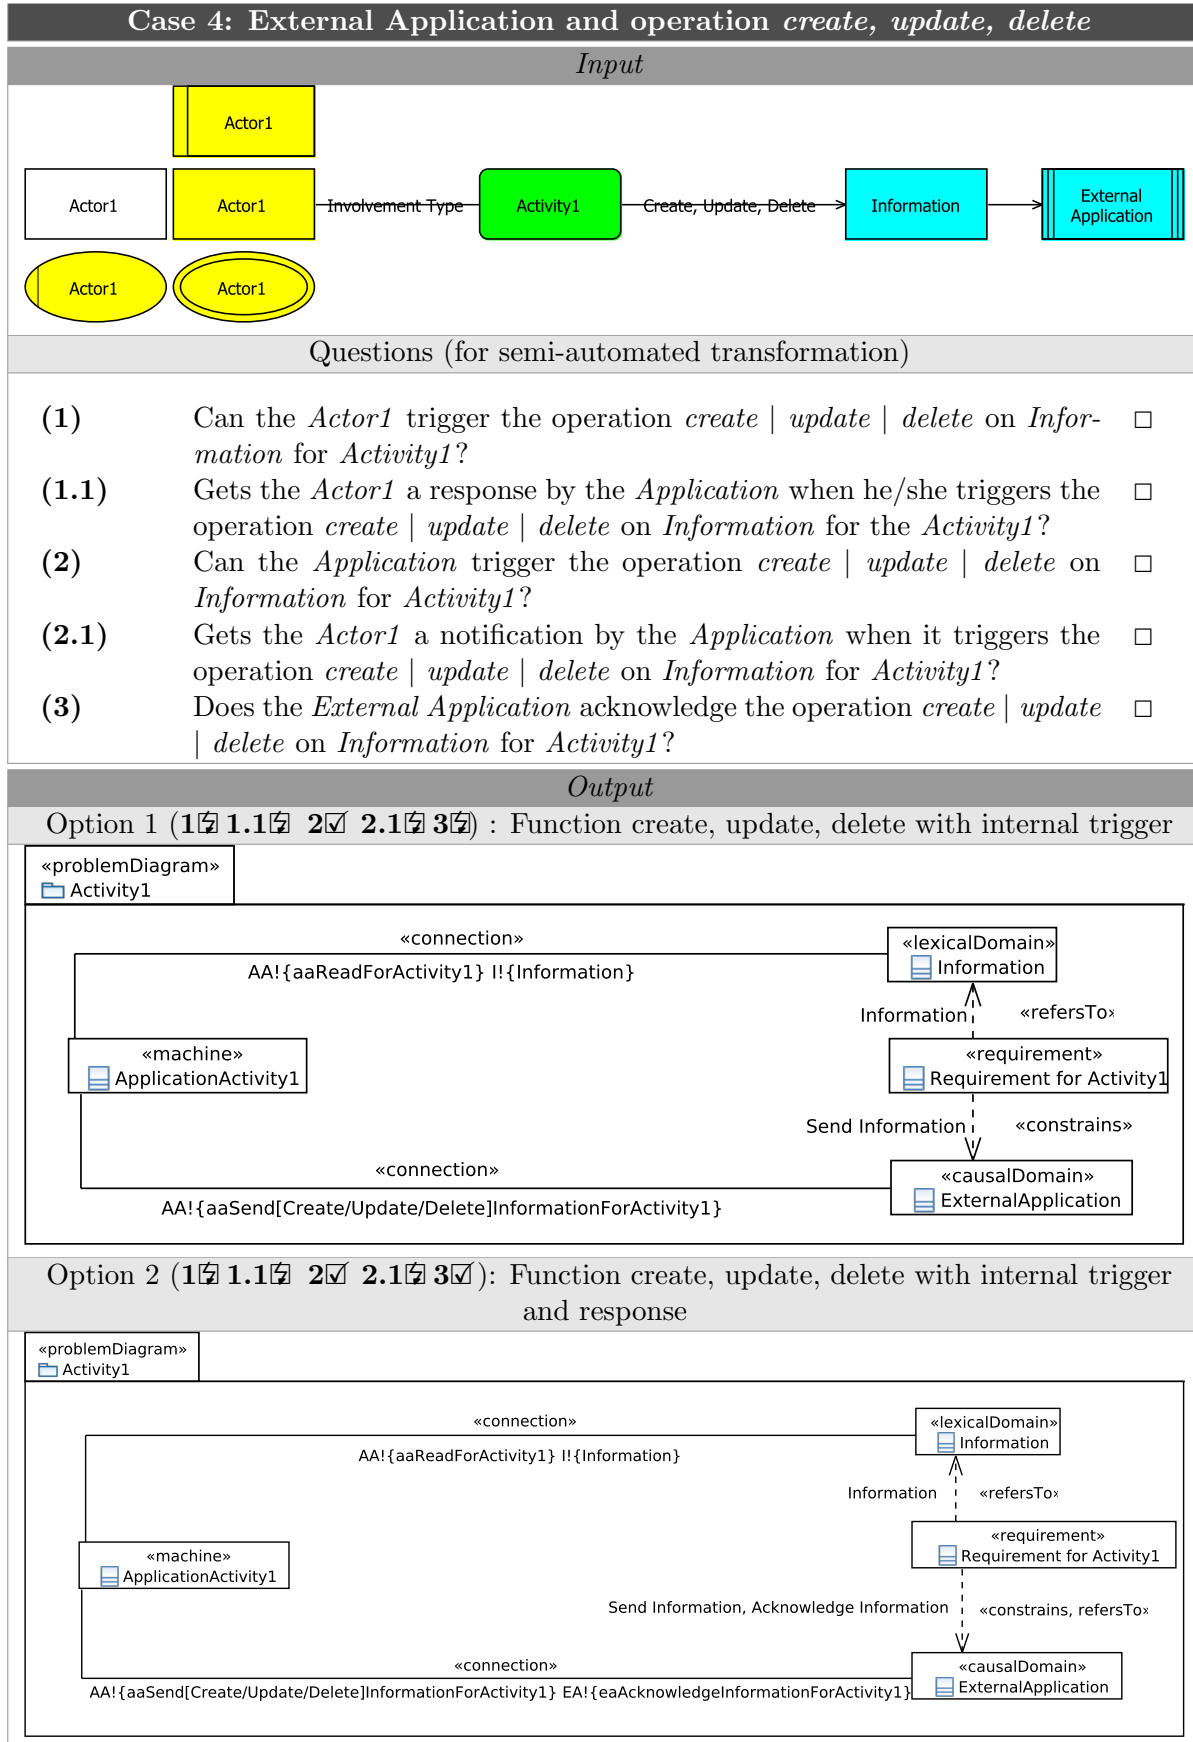 Case 4: External Application and operation create, update, delete
Input
Actor1
Actor1 Actor1 Involvement Type Activity1 Create, Update, Delete Information External Application
Actor1 Actor1
Questions (for semi-automated transformation)
(1) Can the Actor1 trigger the operation create | update | delete on Infor- □
mation for Activity1?
(1.1) Gets the Actor1 a response by the Application when he/she triggers the □
operation create | update | delete on Information for the Activity1?
(2) Can the Application trigger the operation create | update | delete on □
Information for Activity1?
(2.1) Gets the Actor1 a notification by the Application when it triggers the □
operation create | update | delete on Information for Activity1?
(3) Does the External Application acknowledge the operation create | update □
| delete on Information for Activity1?
Output
Option 1 (1 1.1 2☑ 2.1 3) : Function create, update, delete with internal trigger
«problemDiagram»
Activity1
«connection»
AA!{aaReadForActivity1} I!{Information}
«lexicalDomain»
Information
Information «refersTo»
«machine»
ApplicationActivity1
«requirement»
Requirement for Activity1
Send Information «constrains»
«connection»
AA!{aaSend[Create/Update/Delete]InformationForActivity1}
«causalDomain»
ExternalApplication
Option 2 (1 1.1 2☑ 2.1 3☑): Function create, update, delete with internal trigger
and response
«problemDiagram»
Activity1
«connection»
AA!{aaReadForActivity1} I!{Information}
«lexicalDomain»
Information
Information «refersTo»
«machine»
ApplicationActivity1
«requirement»
Requirement for Activity1
Send Information, Acknowledge Information «constrains, refersTo»
«connection»
AA!{aaSend[Create/Update/Delete]InformationForActivity1} EA!{eaAcknowledgeInformationForActivity1}
«causalDomain»
ExternalApplication